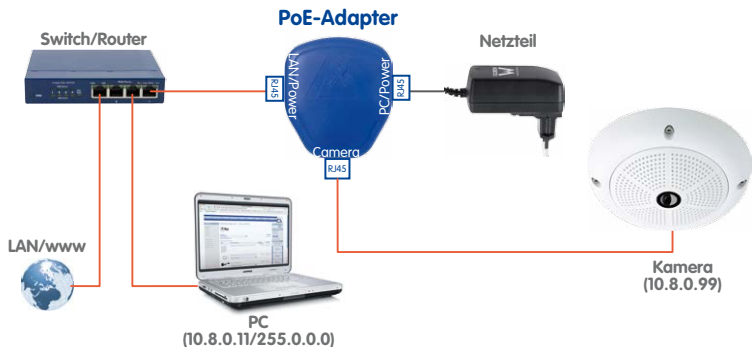 PoE-Adapter
Switch/Router
Netzteil
LAN/Power
PC/Power
RJ45
RJ45
Camera
RJ45
LAN/www
PC
(10.8.0.11/255.0.0.0)
Kamera
(10.8.0.99)